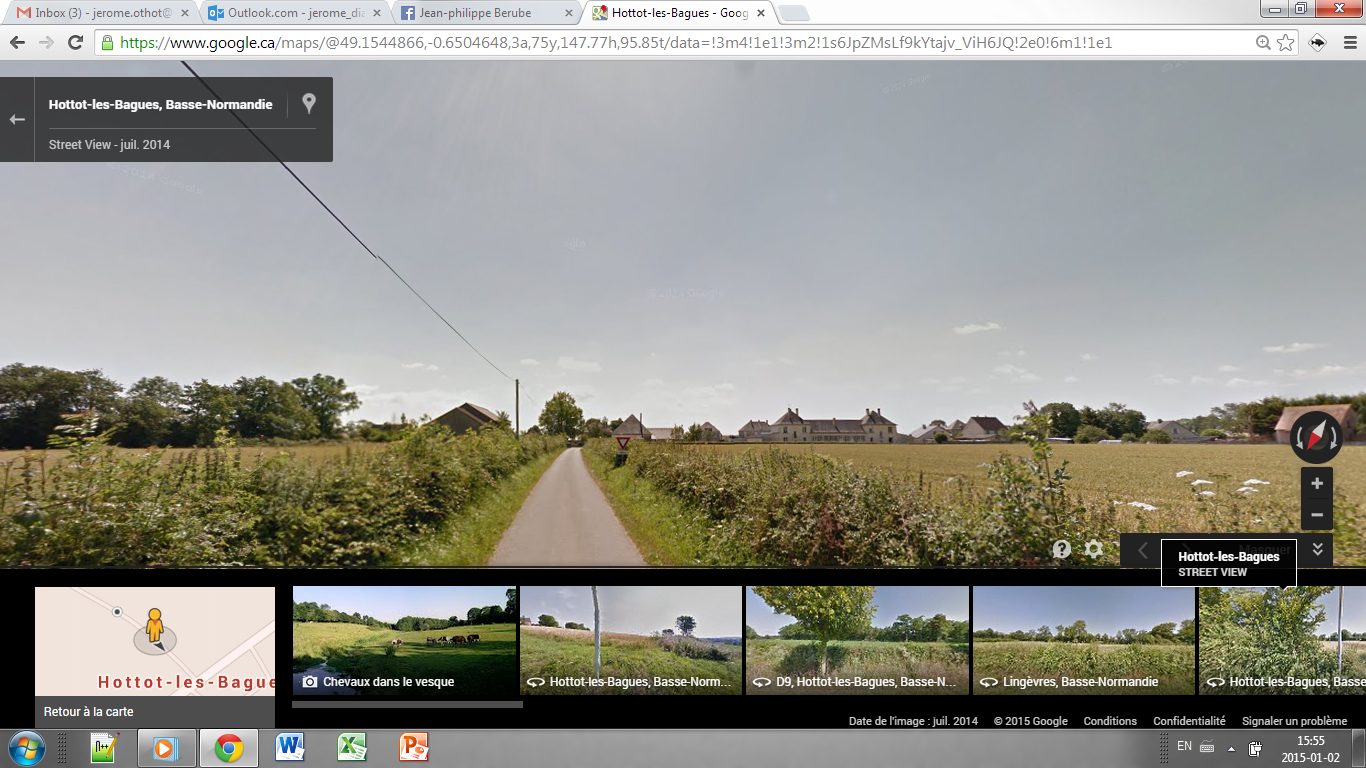 Inbox (3) - jerome.othot@
Outlook.com - jerome_dia
Jean-philippe Berube
Hottot-les-Bagues - Goog
https://www.google.ca/maps/@49.1544866,-0.6504648,3a,75y,147.77h,95.85t/data=!3m4!1e1!3m2!1s6JpZMsLf9kYtajv_ViH6JQ!2e0!6m1!1e1
Hottot-les-Bagues, Basse-Normandie
Street View - juil. 2014
Masquer
Hottot-les-Bagues
STREET VIEW
Hottot-les-Bague
Retour à la carte
Chevaux dans le vesque
Hottot-les-Bagues, Basse-Norm...
D9, Hottot-les-Bagues, Basse-N...
Lingèvres, Basse-Normandie
Hottot-les-Bagues, Basse
Date de l'image : juil. 2014 © 2015 Google Conditions Confidentialité Signaler un problème
EN
15:55
2015-01-02